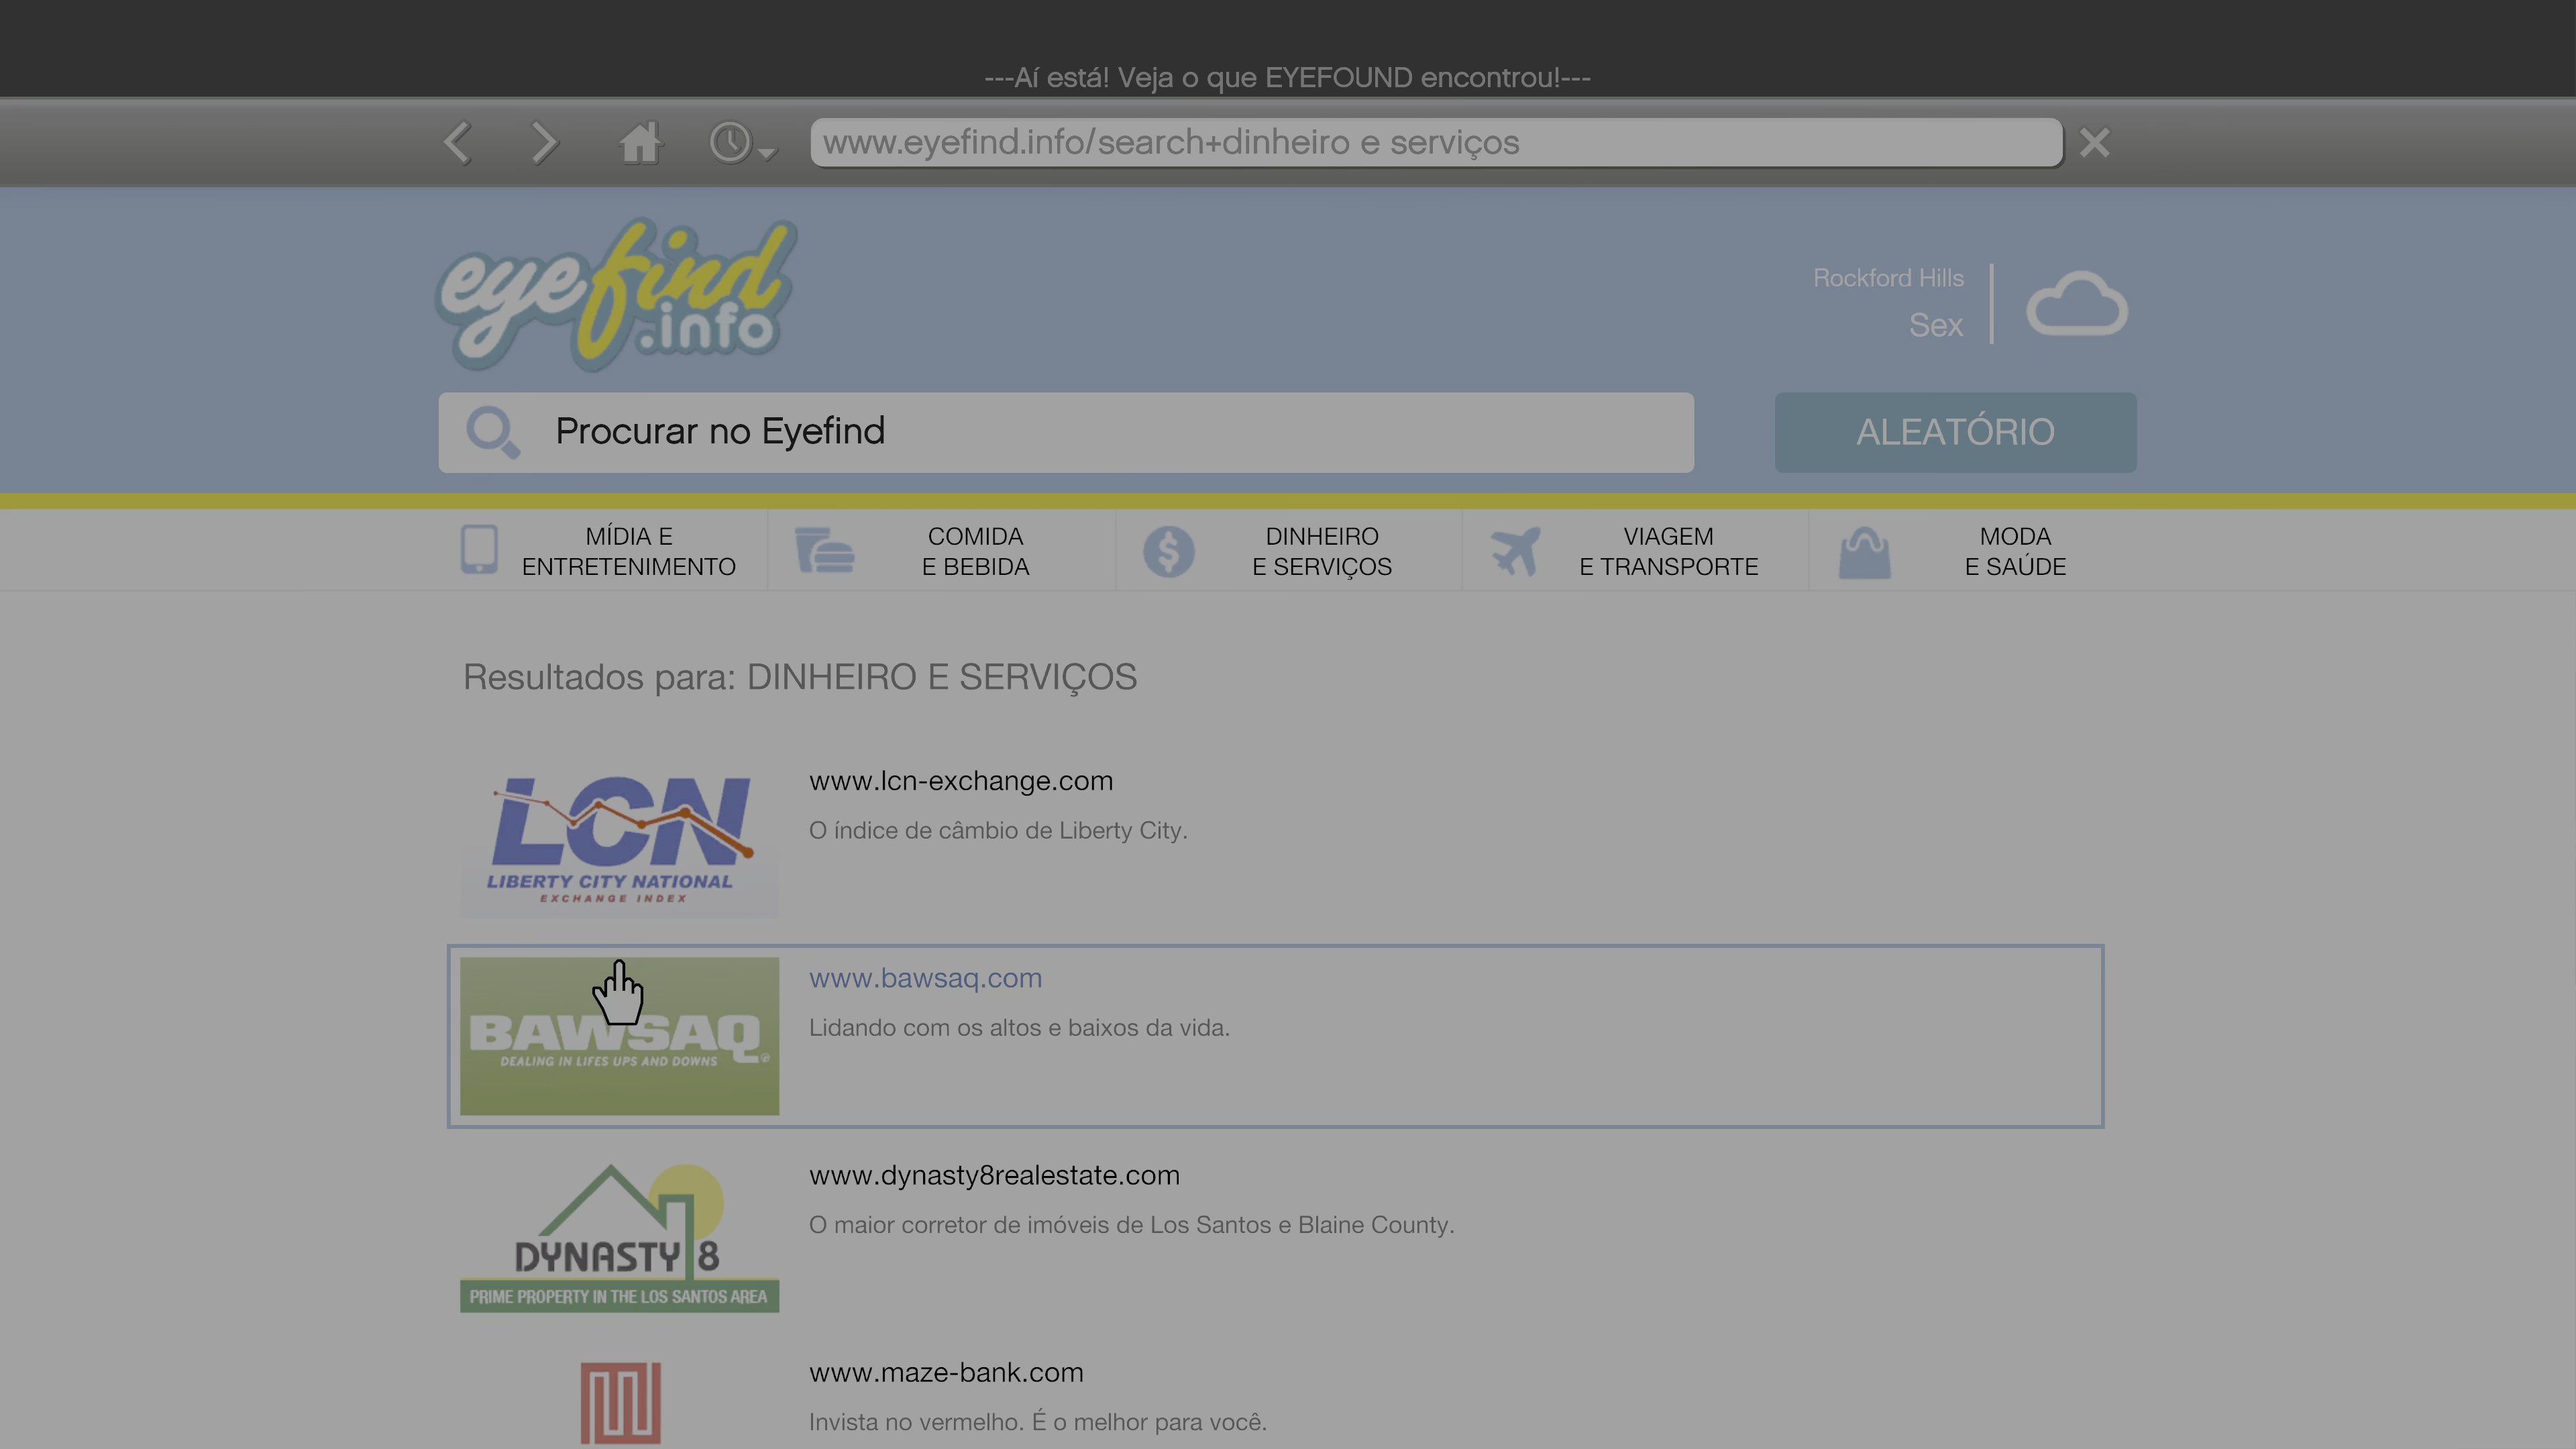 ---Aí está! Veja o que EYEFOUND encontrou!---
www.eyefind.info/search+dinheiro e serviços
eyefind
.info
Rockford Hills
Sex
Procurar no Eyefind
ALEATÓRIO
MÍDIA E
ENTRETENIMENTO
COMIDA
E BEBIDA
DINHEIRO
E SERVIÇOS
VIAGEM
E TRANSPORTE
MODA
E SAÚDE
Resultados para: DINHEIRO E SERVIÇOS
LCN
LIBERTY CITY NATIONAL
EXCHANGE INDEX
www.lcn-exchange.com
O índice de câmbio de Liberty City.
BAWSAQ
DEALING IN LIFES UPS AND DOWNS
www.bawsaq.com
Lidando com os altos e baixos da vida.
DYNASTY 8
PRIME PROPERTY IN THE LOS SANTOS AREA
www.dynasty8realestate.com
O maior corretor de imóveis de Los Santos e Blaine County.
www.maze-bank.com
Invista no vermelho. É o melhor para você.